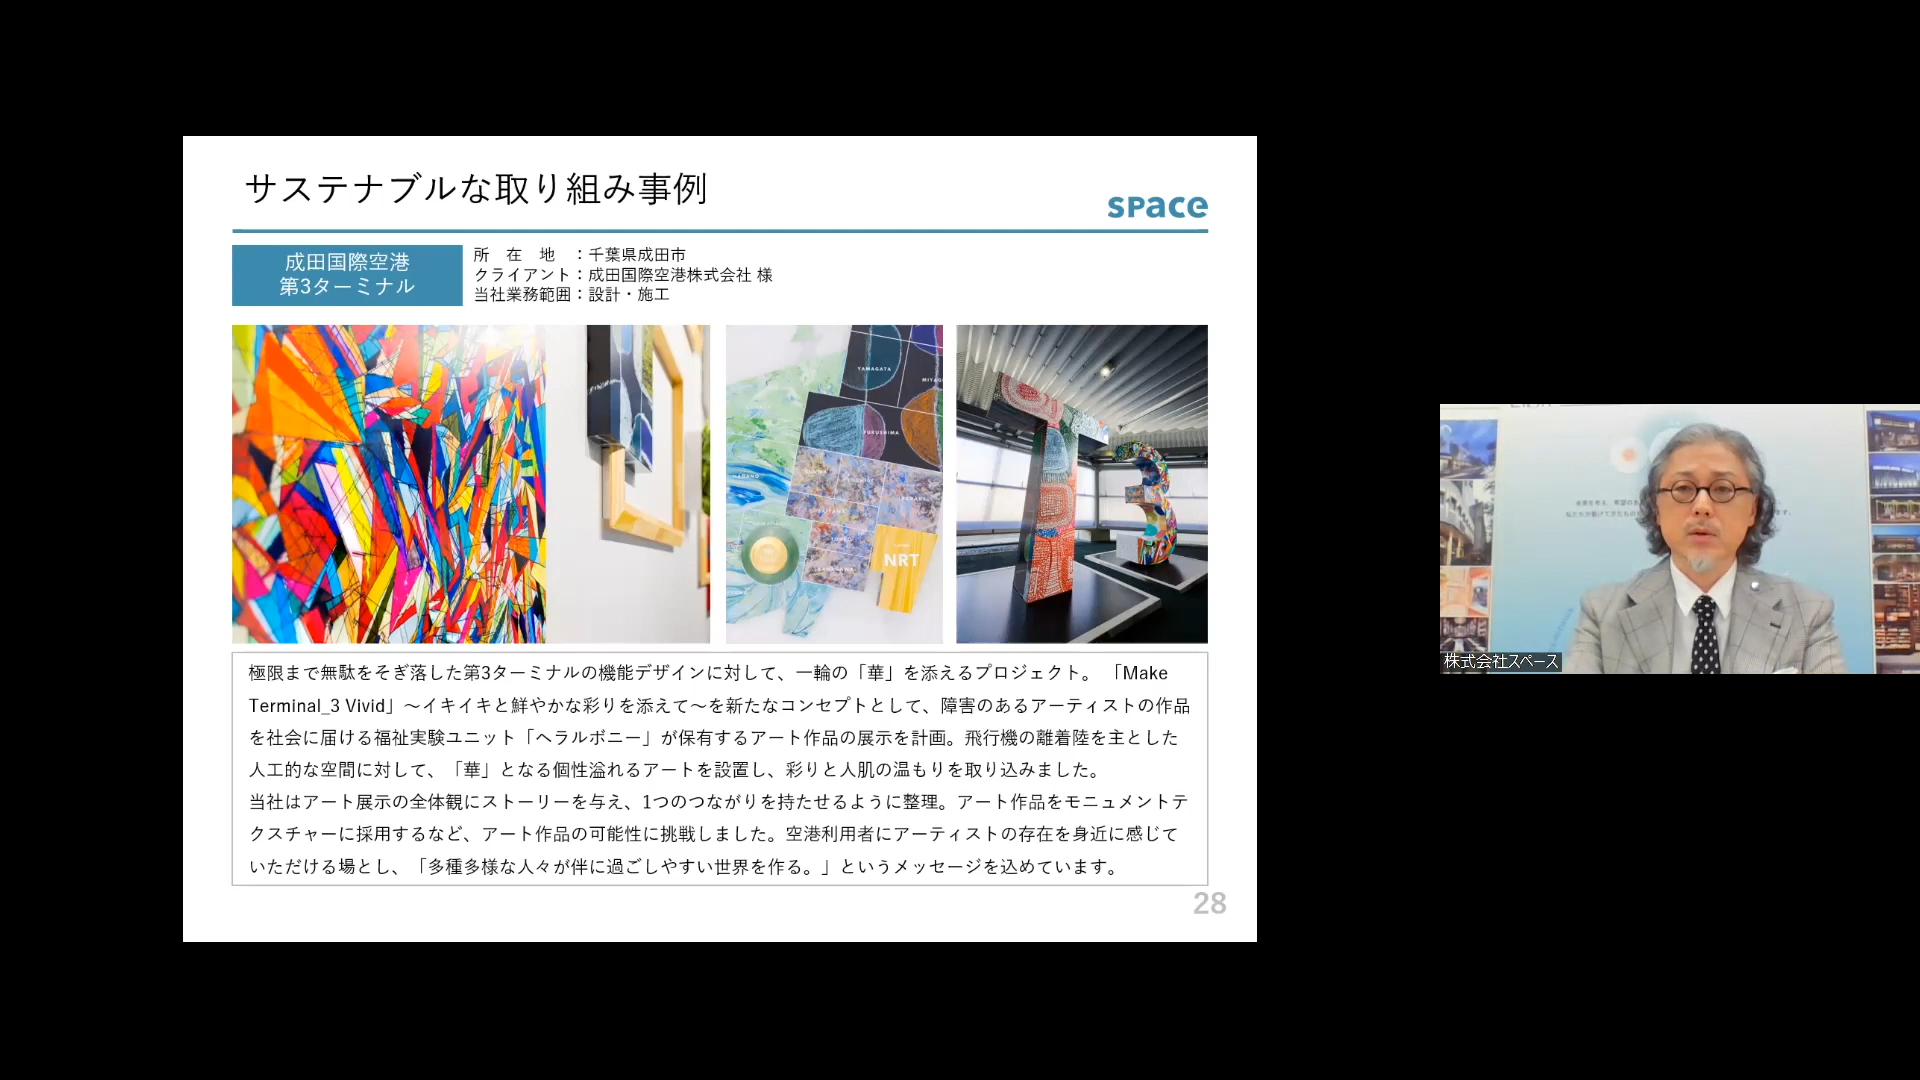 サステナブルな取り組み事例
space
成田国際空港
第3ターミナル
所　在　地　：千葉県成田市
クライアント：成田国際空港株式会社 様
当社業務範囲：設計・施工
YAMAGATA
FUKUSHIMA
NRT
極限まで無駄をそぎ落した第3ターミナルの機能デザインに対して、一輪の「華」を添えるプロジェクト。「Make
Terminal_3 Vivid」～イキイキと鮮やかな彩りを添えて～を新たなコンセプトとして、障害のあるアーティストの作品
を社会に届ける福祉実験ユニット「ヘラルボニー」が保有するアート作品の展示を計画。飛行機の離着陸を主とした
人工的な空間に対して、「華」となる個性溢れるアートを設置し、彩りと人肌の温もりを取り込みました。
当社はアート展示の全体観にストーリーを与え、1つのつながりを持たせるように整理。アート作品をモニュメントテ
クスチャーに採用するなど、アート作品の可能性に挑戦しました。空港利用者にアーティストの存在を身近に感じて
いただける場とし、「多種多様な人々が伴に過ごしやすい世界を作る。」というメッセージを込めています。
28
株式会社スペース